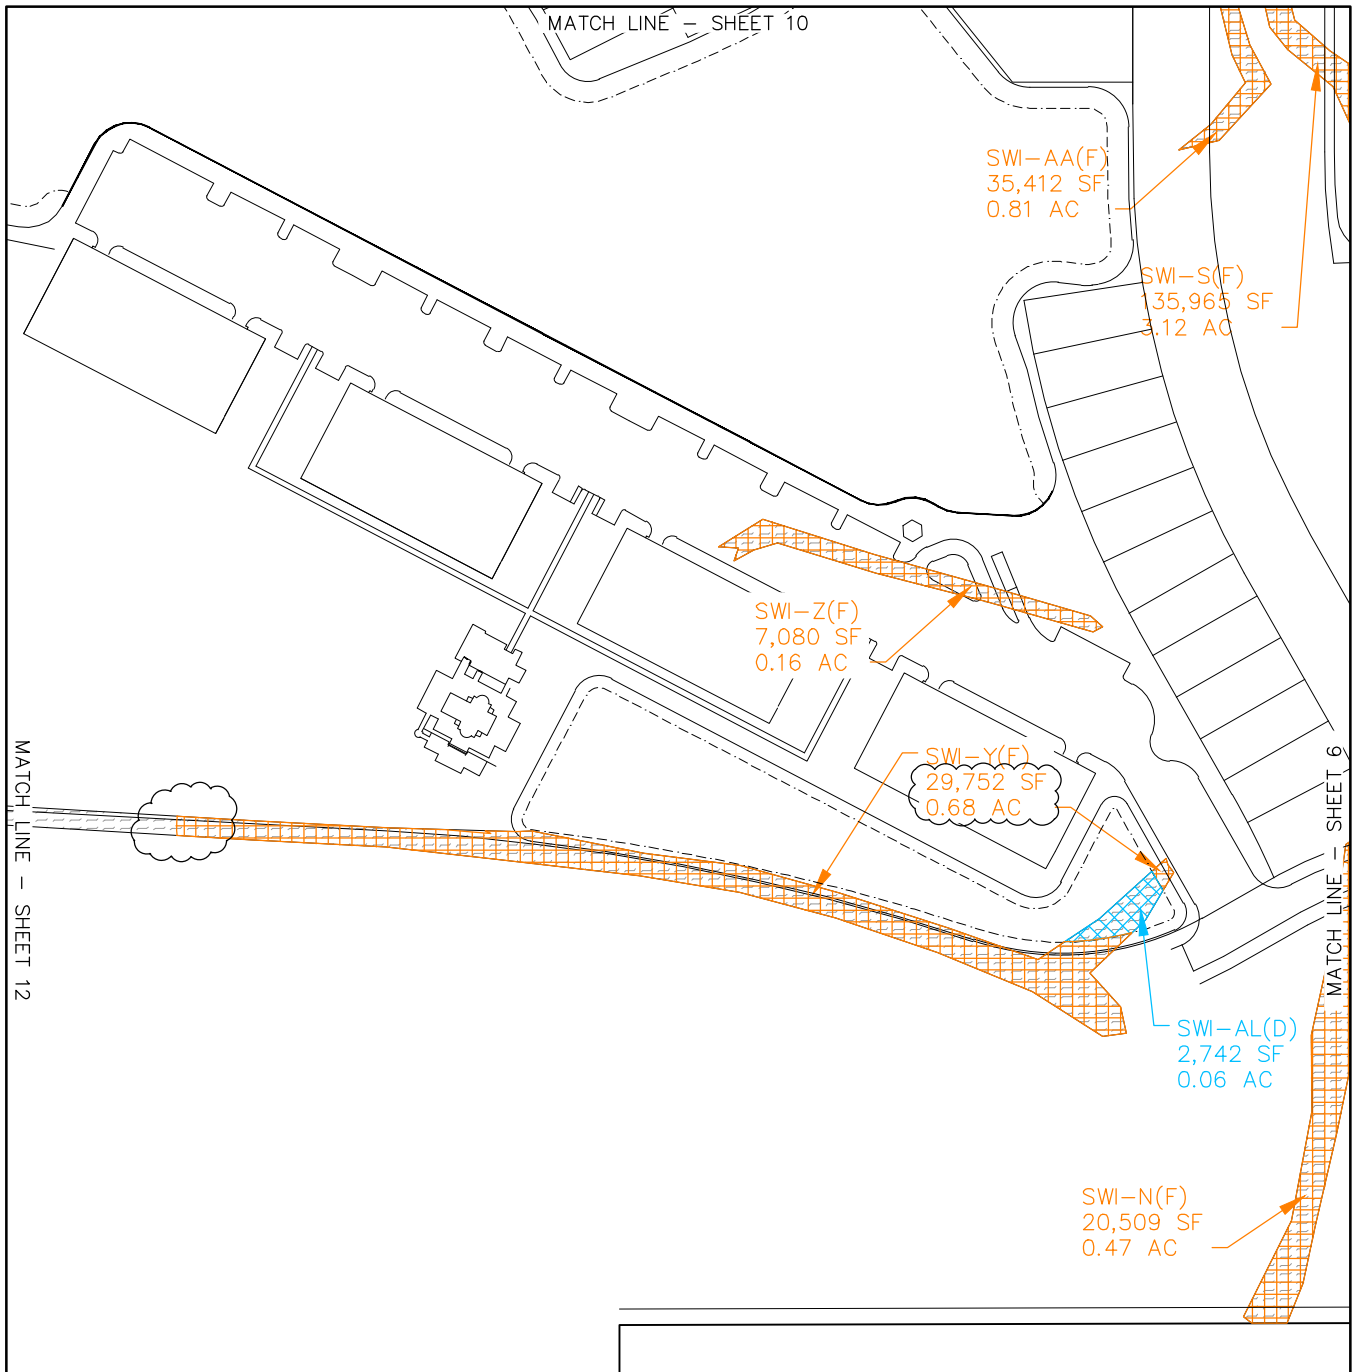 MATCH LINE - SHEET 10
SWI-AA(F)
35,412 SF
0.81 AC
SWI-S(F)
135,965 SF
3.12 AC
SWI-Z(F)
7,080 SF
0.16 AC
SWI-Y(F)
29,752 SF
0.68 AC
MATCH LINE - SHEET 12
MATCH LINE - SHEET 6
SWI-AL(D)
2,742 SF
0.06 AC
SWI-N(F)
20,509 SF
0.47 AC